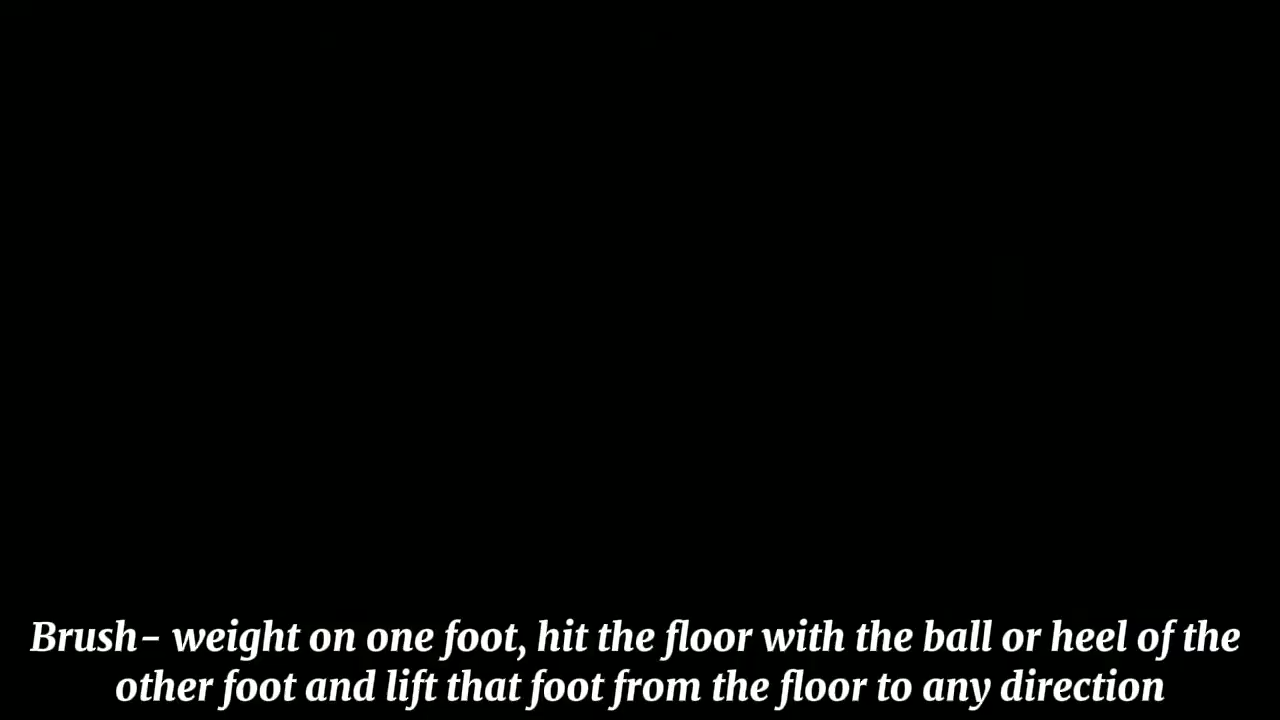 Brush- weight on one foot, hit the floor with the ball or heel of the
other foot and lift that foot from the floor to any direction